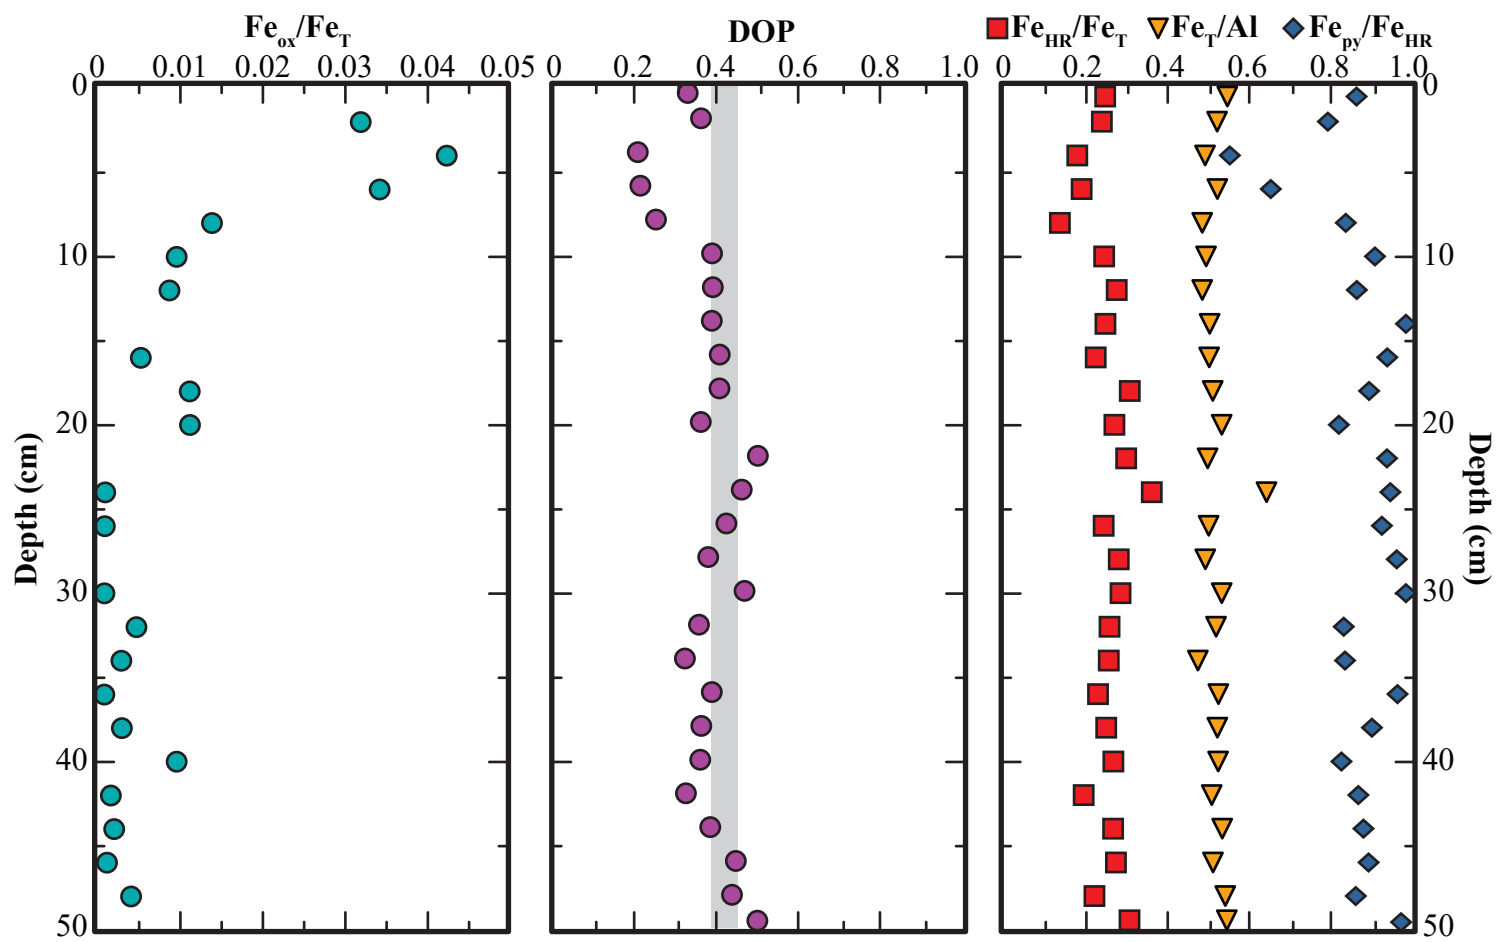 Fe_ox/Fe_T DOP Fe_HR/Fe_T Fe_T/Al Fe_py/Fe_HR
0 0.01 0.02 0.03 0.04 0.05 0 0.2 0.4 0.6 0.8 1.0 0 0.2 0.4 0.6 0.8 1.0
0 0
10 10
20 20
30 30
40 40
50 50
Depth (cm)
Depth (cm)